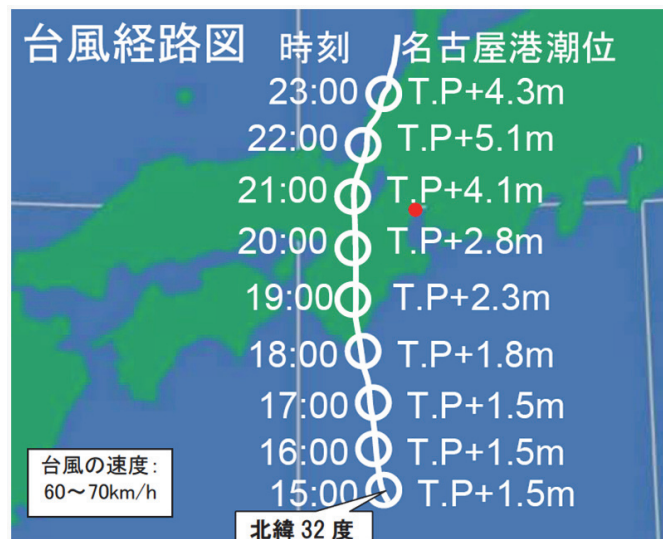 台風経路図 時刻 名古屋港潮位
23:00 T.P+4.3m
22:00 T.P+5.1m
21:00 T.P+4.1m
20:00 T.P+2.8m
19:00 T.P+2.3m
18:00 T.P+1.8m
17:00 T.P+1.5m
16:00 T.P+1.5m
15:00 T.P+1.5m
台風の速度:
60～70km/h
北緯 32 度